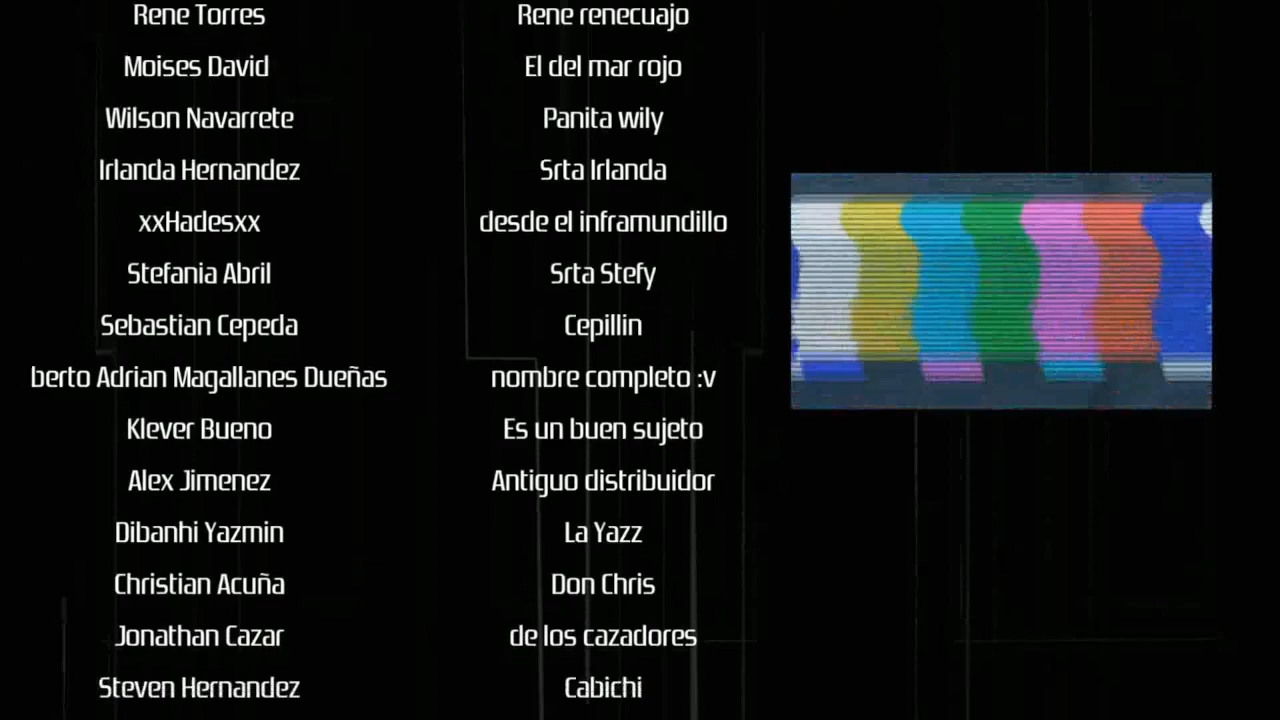 Rene Torres Rene renecuajo
Moises David El del mar rojo
Wilson Navarrete Panita wily
Irlanda Hernandez Srta Irlanda
xxHadesxx desde el inframundillo
Stefania Abril Srta Stefy
Sebastian Cepeda Cepillin
berto Adrian Magallanes Dueñas nombre completo :v
Klever Bueno Es un buen sujeto
Alex Jimenez Antiguo distribuidor
Dibanhi Yazmin La Yazz
Christian Acuña Don Chris
Jonathan Cazar de los cazadores
Steven Hernandez Cabichi